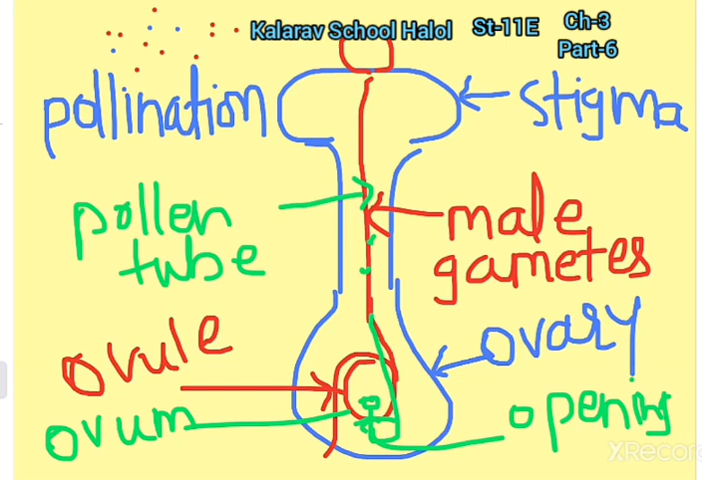 Kalarav School Halol St-11E Ch-3
Part-6
pollination
stigma
pollen
tube
male
gametes
ovule
ovary
ovum
opening
XRecor